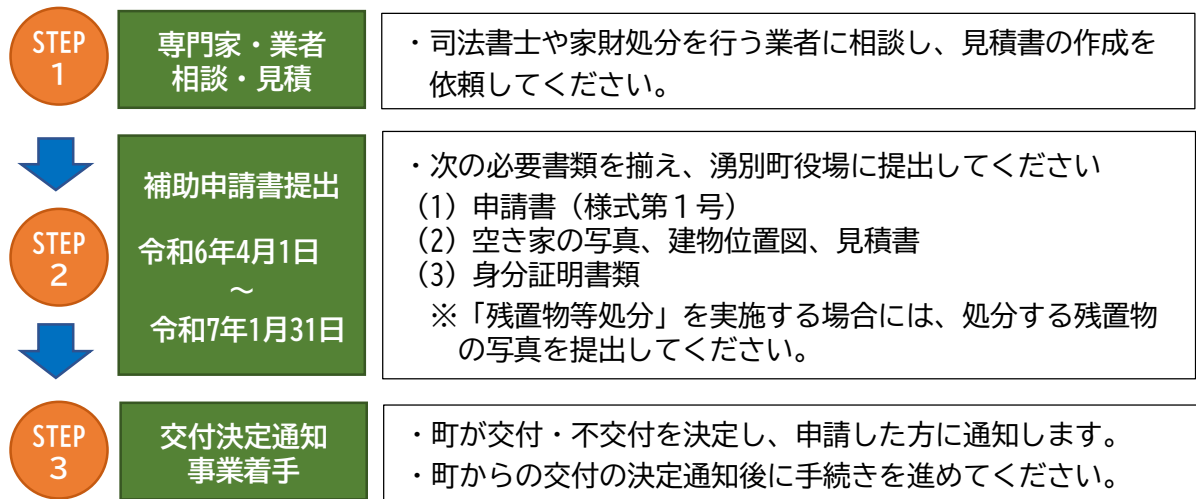 STEP
1
専門家・業者
相談・見積
・司法書士や家財処分を行う業者に相談し、見積書の作成を
依頼してください。
STEP
2
補助申請書提出
令和6年4月1日
～
令和7年1月31日
・次の必要書類を揃え、湧別町役場に提出してください
(1) 申請書（様式第１号）
(2) 空き家の写真、建物位置図、見積書
(3) 身分証明書類
※「残置物等処分」を実施する場合には、処分する残置物
の写真を提出してください。
STEP
3
交付決定通知
事業着手
・町が交付・不交付を決定し、申請した方に通知します。
・町からの交付の決定通知後に手続きを進めてください。